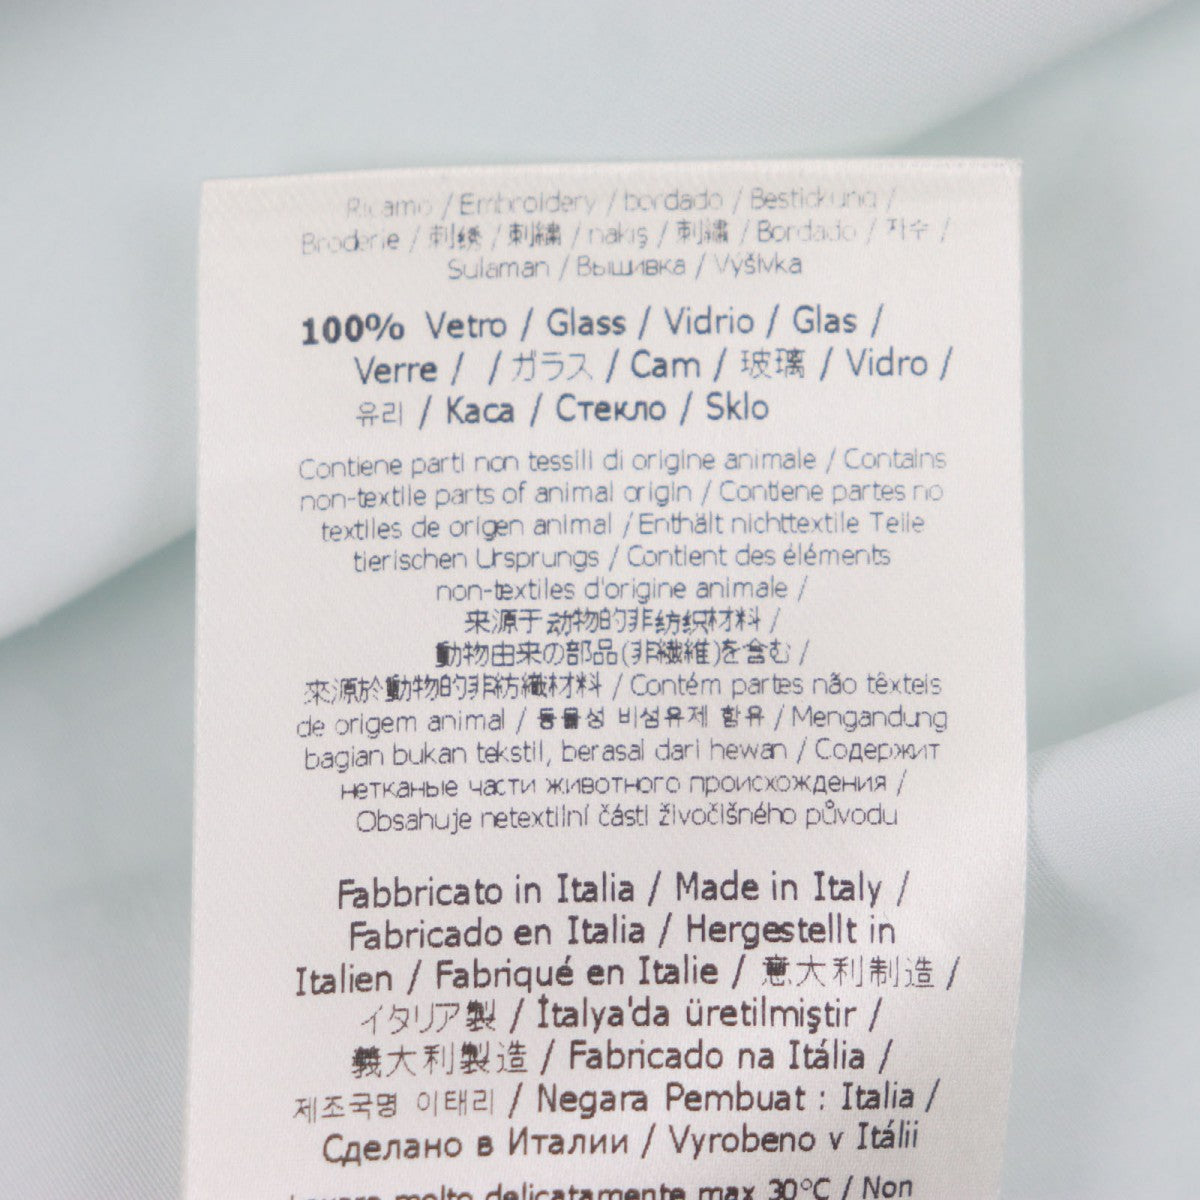 Ricamo / Embroidery / bordado / Bestickung /
Broderie / 刺绣 / 刺繍 / nakış / 刺繡 / Bordado / 자수 /
Sulaman / Вышивка / Výšivka
100% Vetro / Glass / Vidrio / Glas /
Verre / / ガラス / Cam / 玻璃 / Vidro /
유리 / Kaca / Стекло / Sklo
Contiene parti non tessili di origine animale / Contains
non-textile parts of animal origin / Contiene partes no
textiles de origen animal / Enthält nichttextile Teile
tierischen Ursprungs / Contient des éléments
non-textiles d'origine animale /
来源于动物的非纺织材料 /
動物由来の部品(非繊維)を含む /
來源於動物的非紡織材料 / Contém partes não têxteis
de origem animal / 동물성 비섬유제 함유 / Mengandung
bagian bukan tekstil, berasal dari hewan / Содержит
нетканые части животного происхождения /
Obsahuje netextilní části živočišného původu
Fabbricato in Italia / Made in Italy /
Fabricado en Italia / Hergestellt in
Italien / Fabriqué en Italie / 意大利制造 /
イタリア製 / İtalya'da üretilmiştir /
義大利製造 / Fabricado na Itália /
제조국명 이태리 / Negara Pembuat : Italia /
Сделано в Италии / Vyrobeno v Itálii
Lavare molto delicatamente max 30°C / Non